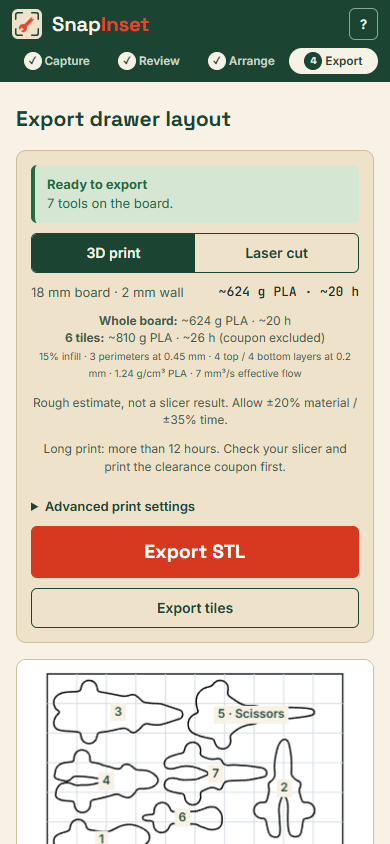 SnapInset
?
✓ Capture
✓ Review
✓ Arrange
4 Export
Export drawer layout
Ready to export
7 tools on the board.
3D print
Laser cut
18 mm board · 2 mm wall
~624 g PLA · ~20 h
Whole board: ~624 g PLA · ~20 h
6 tiles: ~810 g PLA · ~26 h (coupon excluded)
15% infill · 3 perimeters at 0.45 mm · 4 top / 4 bottom layers at 0.2
mm · 1.24 g/cm³ PLA · 7 mm³/s effective flow
Rough estimate, not a slicer result. Allow ±20% material /
±35% time.
Long print: more than 12 hours. Check your slicer and
print the clearance coupon first.
▶ Advanced print settings
Export STL
Export tiles
3
5 · Scissors
4
7
2
6
1